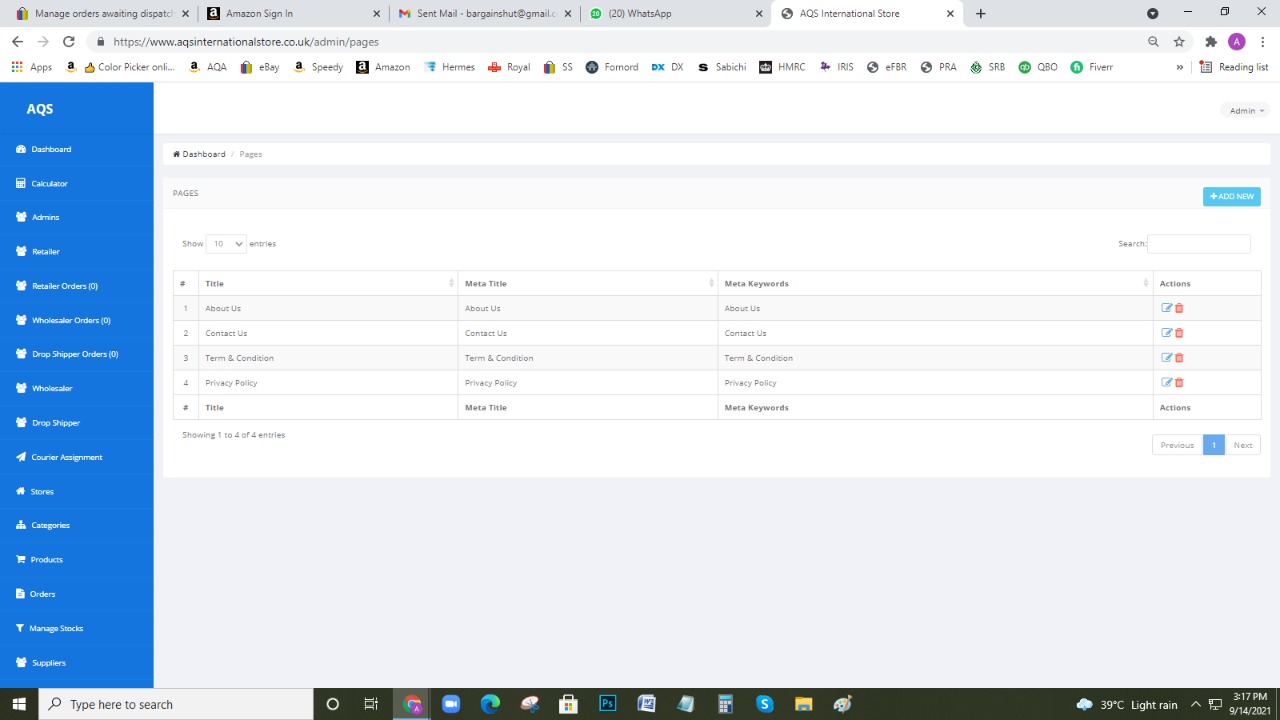 Manage orders awaiting dispatch
Amazon Sign In
Sent Mail - bargainshut@gmail.c
(20) WhatsApp
AQS International Store
https://www.aqsinternationalstore.co.uk/admin/pages
A
Apps
Color Picker onli...
AQA
eBay
Speedy
Amazon
Hermes
Royal
SS
Fornord
DX DX
Sabichi
HMRC
IRIS
eFBR
PRA
SRB
QBO
Fiverr
»
Reading list
AQS
Admin
Dashboard
Calculator
Admins
Retailer
Retailer Orders (0)
Wholesaler Orders (0)
Drop Shipper Orders (0)
Wholesaler
Drop Shipper
Courier Assignment
Stores
Categories
Products
Orders
Manage Stocks
Suppliers
Dashboard / Pages
PAGES
+ ADD NEW
Show 10 entries
Search:
# Title Meta Title Meta Keywords Actions
1 About Us About Us About Us
2 Contact Us Contact Us Contact Us
3 Term & Condition Term & Condition Term & Condition
4 Privacy Policy Privacy Policy Privacy Policy
# Title Meta Title Meta Keywords Actions
Showing 1 to 4 of 4 entries
Previous 1 Next
Type here to search
39°C Light rain
3:17 PM
9/14/2021